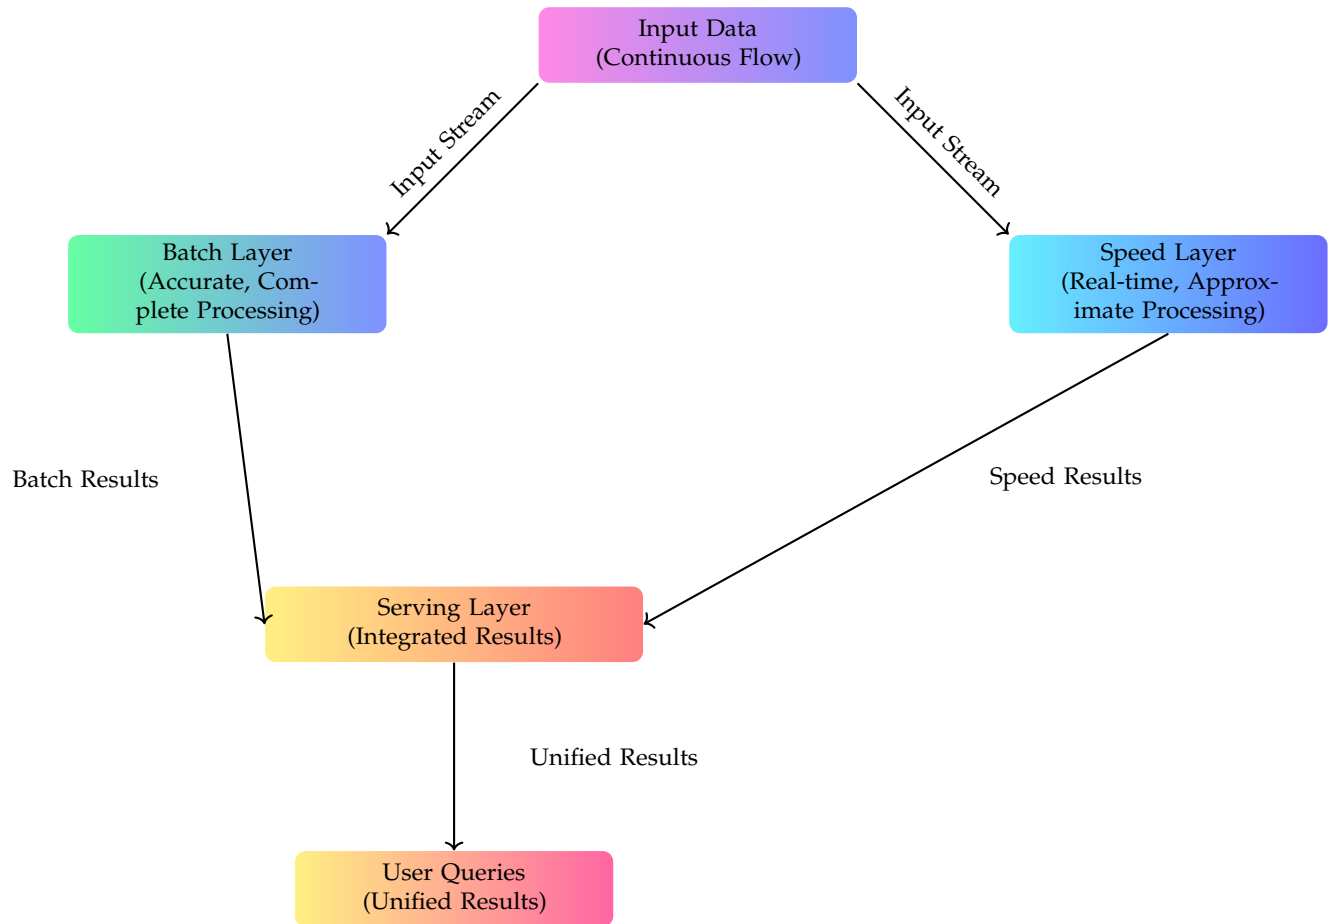 Input Data
(Continuous Flow)
Input Stream
Input Stream
Batch Layer
(Accurate, Com-
plete Processing)
Speed Layer
(Real-time, Approx-
imate Processing)
Batch Results
Speed Results
Serving Layer
(Integrated Results)
Unified Results
User Queries
(Unified Results)